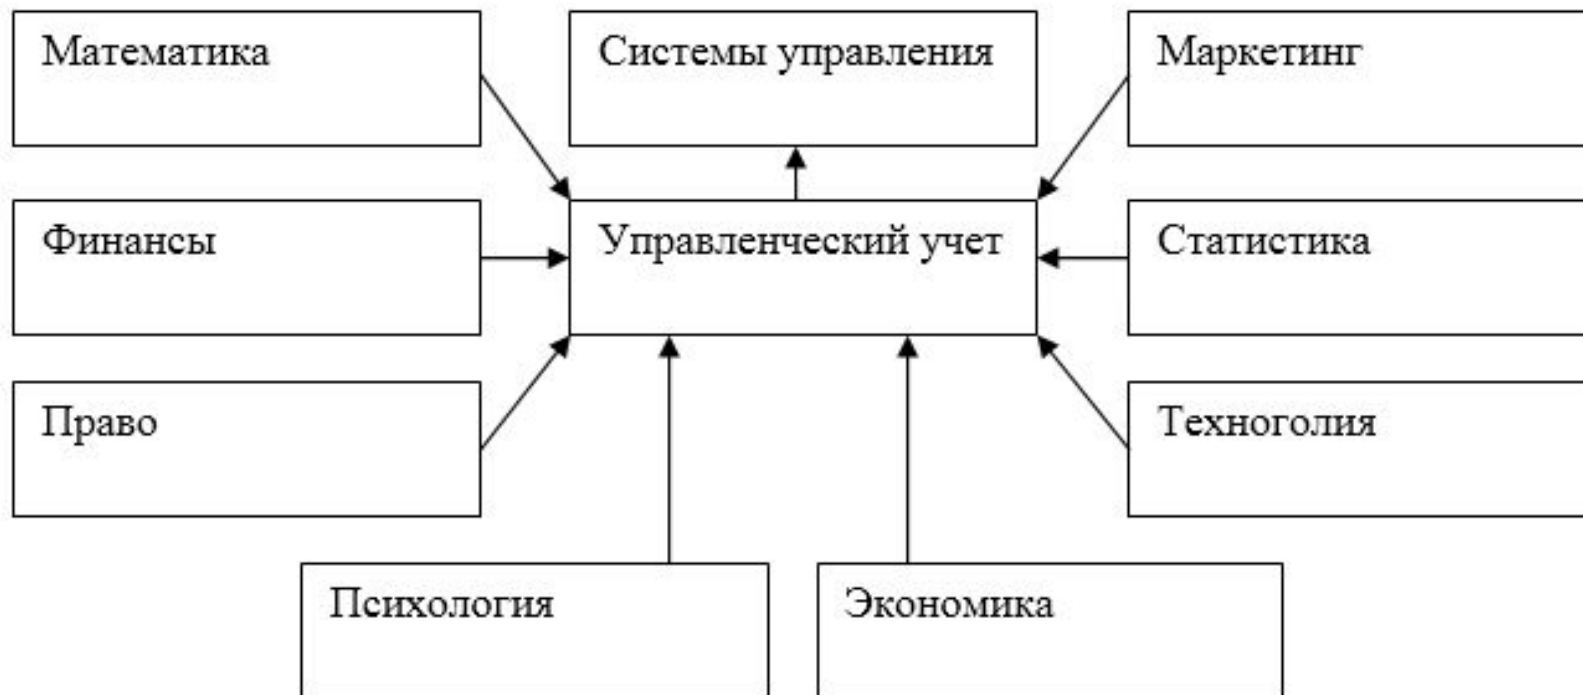 Математика
Системы управления
Маркетинг
Финансы
Управленческий учет
Статистика
Право
Техноголия
Психология
Экономика